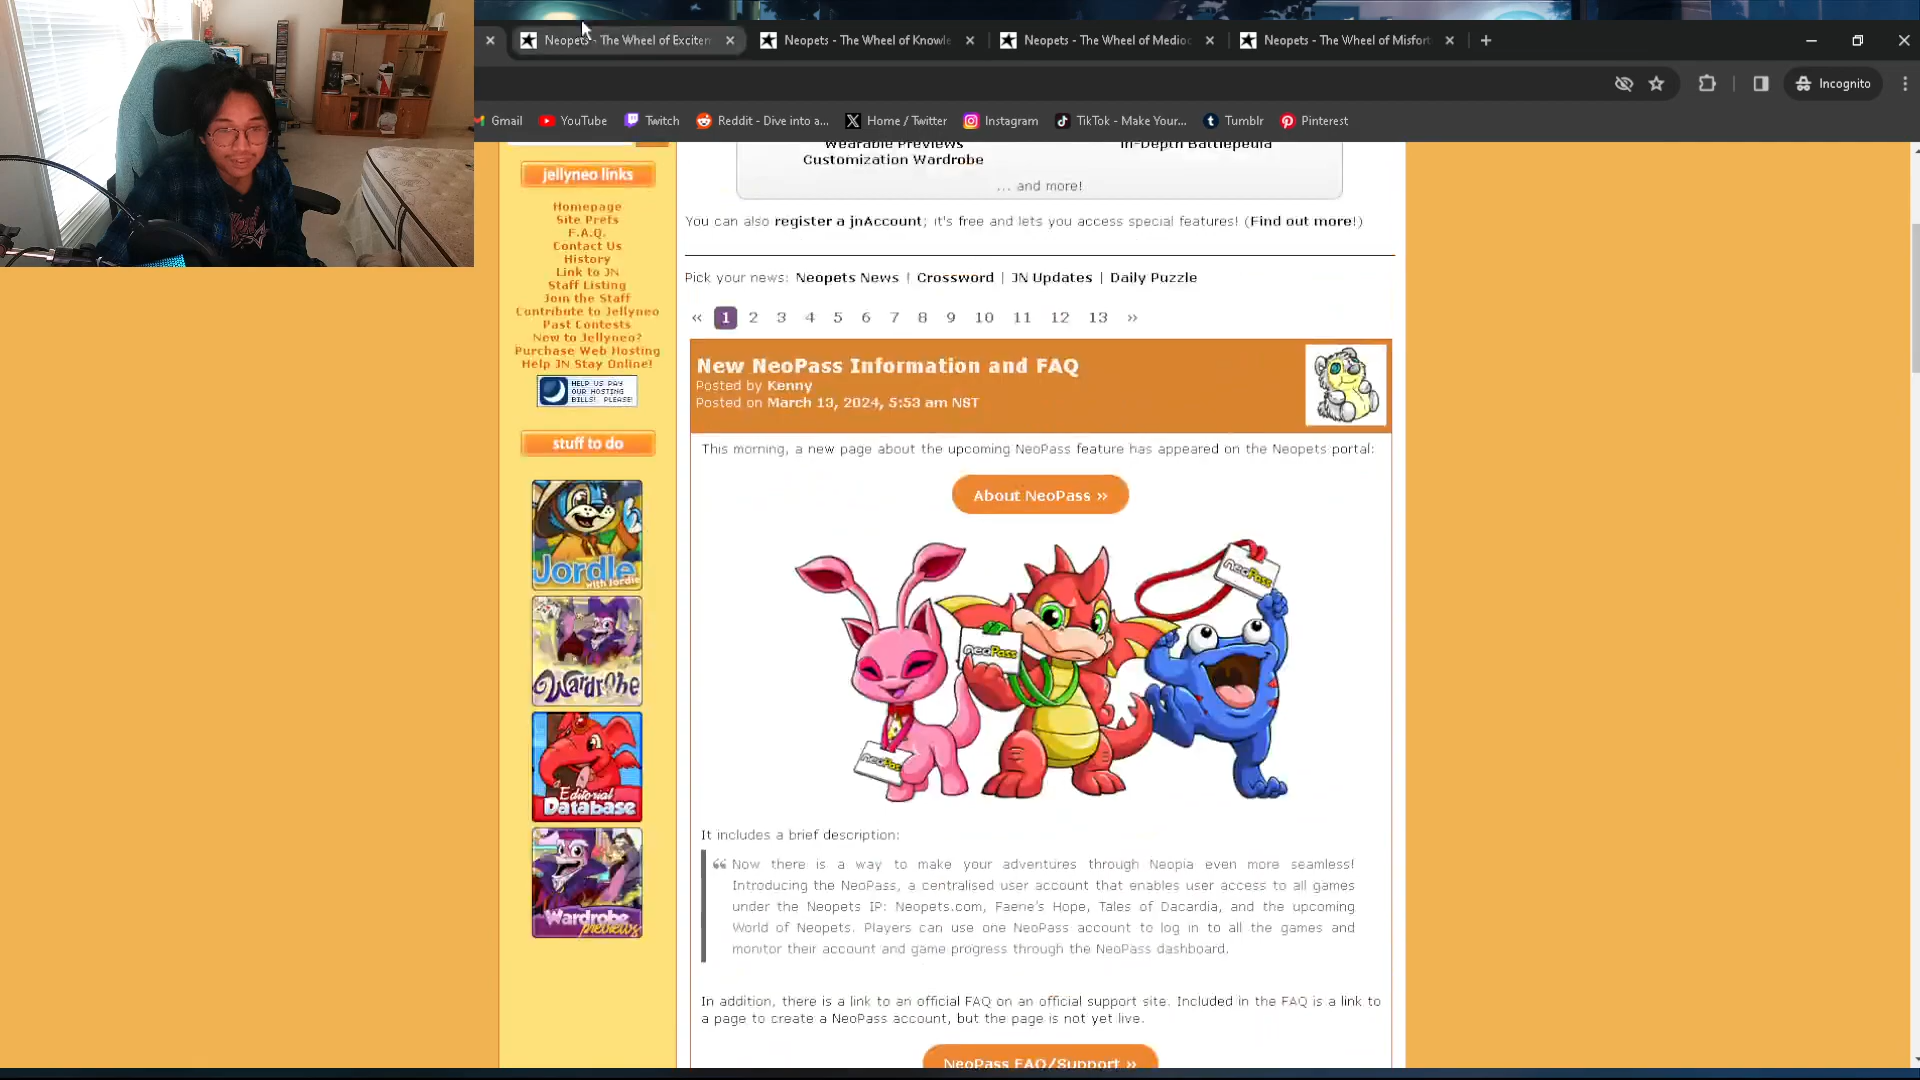 Neopets - The Wheel of Excitem
Neopets - The Wheel of Knowle
Neopets - The Wheel of Medioc
Neopets - The Wheel of Misfort
Incognito
Gmail
YouTube
Twitch
Reddit - Dive into a...
Home / Twitter
Instagram
TikTok - Make Your...
Tumblr
Pinterest
Wearable Previews
In-Depth Battlepedia
Customization Wardrobe
... and more!
You can also register a jnAccount; it's free and lets you access special features! (Find out more!)
Pick your news: Neopets News | Crossword | JN Updates | Daily Puzzle
« 1 2 3 4 5 6 7 8 9 10 11 12 13 »
jellyneo links
Homepage
Site Prefs
F.A.Q.
Contact Us
History
Link to JN
Staff Listing
Join the Staff
Contribute to Jellyneo
Past Contests
New to Jellyneo?
Purchase Web Hosting
Help JN Stay Online!
HELP US PAY
OUR HOSTING
BILLS! PLEASE!
stuff to do
Jordle
with Jordie
Wardrobe
Editorial
Database
Wardrobe
previews
New NeoPass Information and FAQ
Posted by Kenny
Posted on March 13, 2024, 5:53 am NST
This morning, a new page about the upcoming NeoPass feature has appeared on the Neopets portal:
About NeoPass »
neoPass
neoPass
neoPass
It includes a brief description:
“ Now there is a way to make your adventures through Neopia even more seamless!
Introducing the NeoPass, a centralised user account that enables user access to all games
under the Neopets IP: Neopets.com, Faerie's Hope, Tales of Dacardia, and the upcoming
World of Neopets. Players can use one NeoPass account to log in to all the games and
monitor their account and game progress through the NeoPass dashboard.
In addition, there is a link to an official FAQ on an official support site. Included in the FAQ is a link to
a page to create a NeoPass account, but the page is not yet live.
NeoPass FAQ/Support »